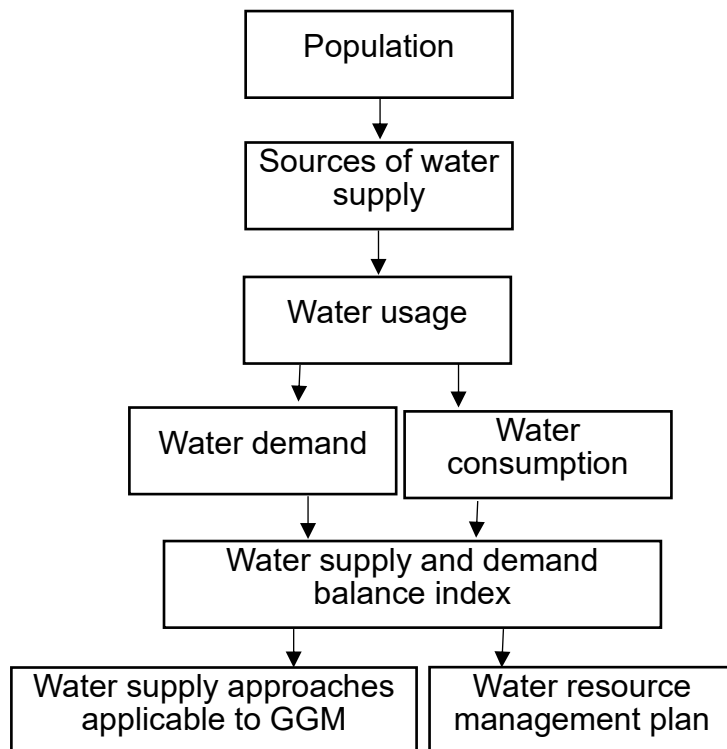 Population
Sources of water
supply
Water usage
Water demand
Water
consumption
Water supply and demand
balance index
Water supply approaches
applicable to GGM
Water resource
management plan